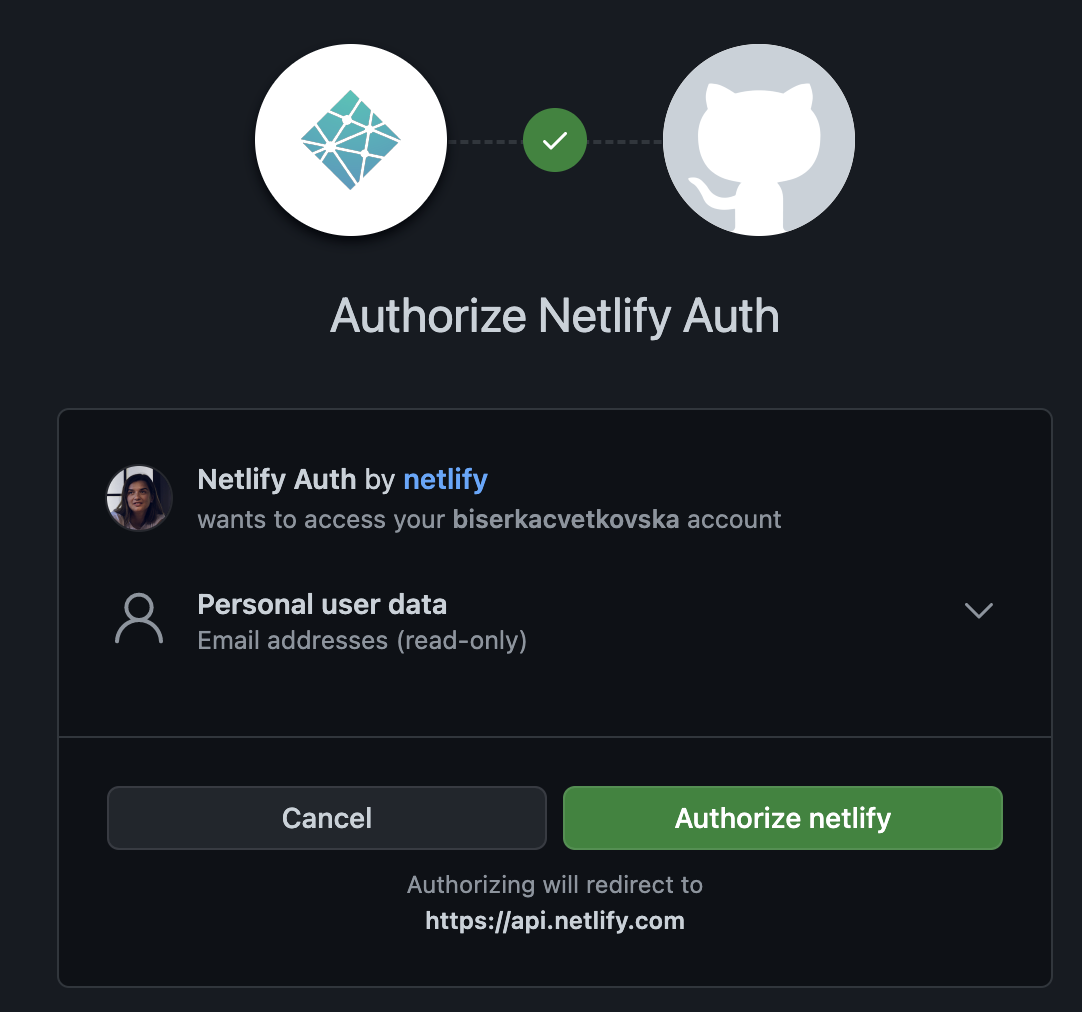 Authorize Netlify Auth
Netlify Auth by netlify
wants to access your biserkacvetkovska account
Personal user data
Email addresses (read-only)
Cancel
Authorize netlify
Authorizing will redirect to
https://api.netlify.com